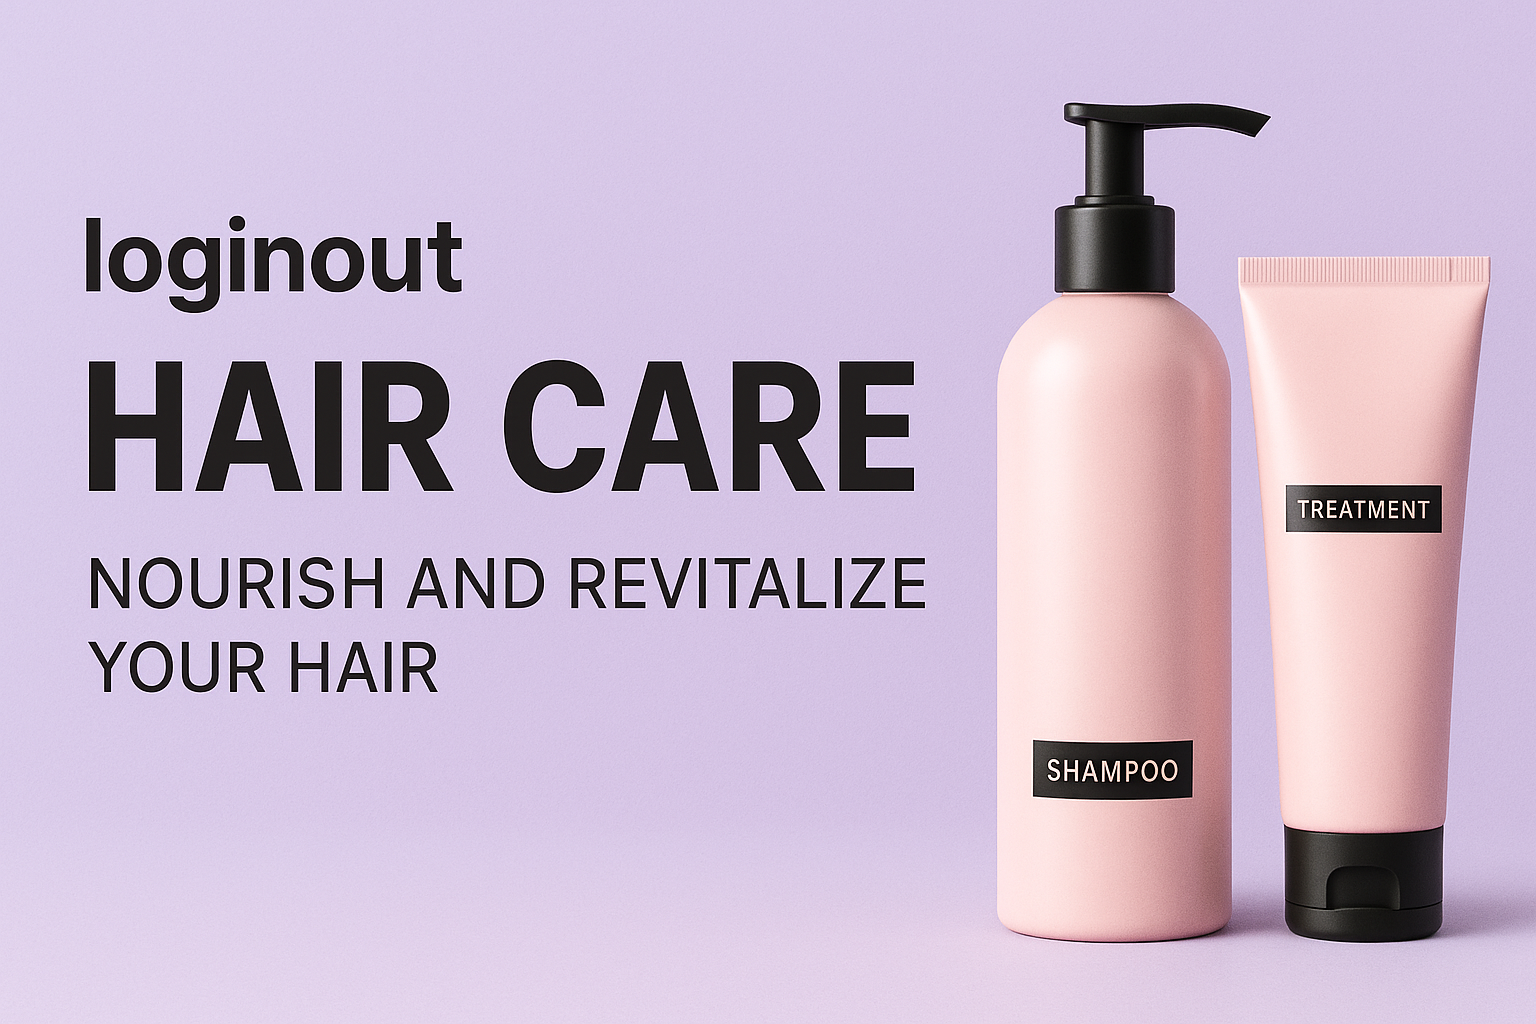 loginout
HAIR CARE
NOURISH AND REVITALIZE
YOUR HAIR
SHAMPOO
TREATMENT